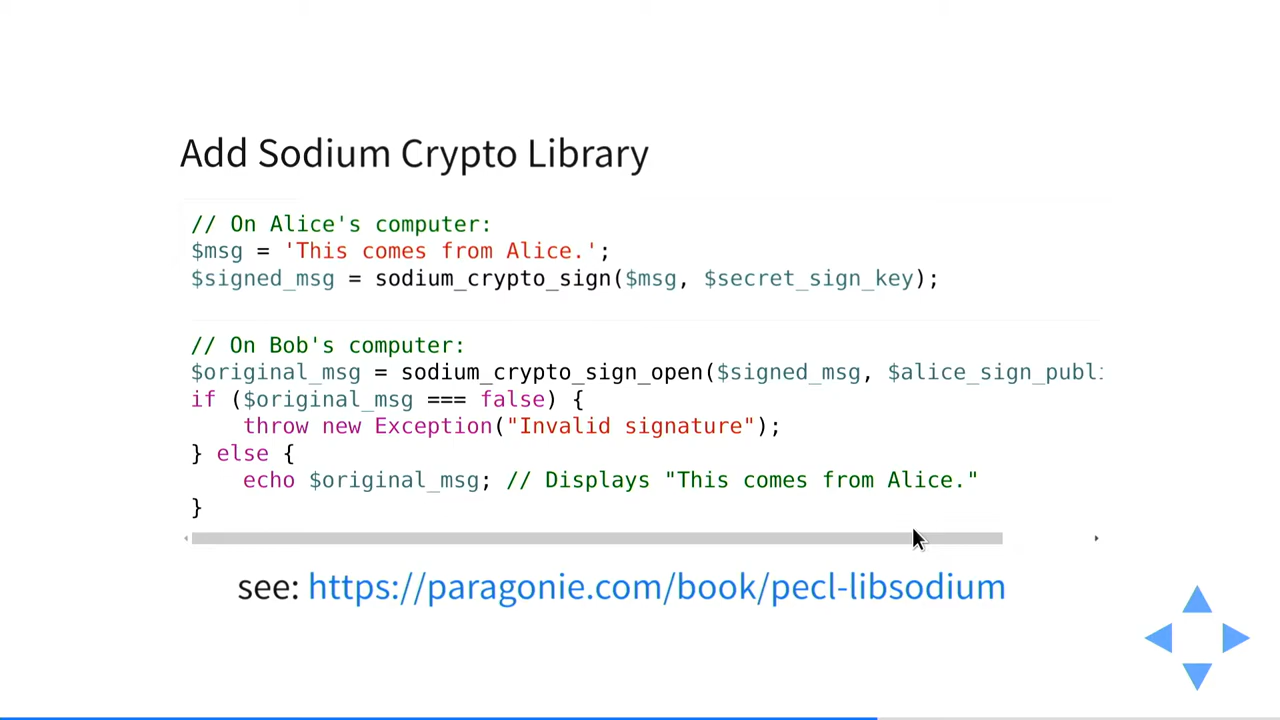 Add Sodium Crypto Library
// On Alice's computer:
$msg = 'This comes from Alice.';
$signed_msg = sodium_crypto_sign($msg, $secret_sign_key);
// On Bob's computer:
$original_msg = sodium_crypto_sign_open($signed_msg, $alice_sign_publi
if ($original_msg === false) {
    throw new Exception("Invalid signature");
} else {
    echo $original_msg; // Displays "This comes from Alice."
}
see: https://paragonie.com/book/pecl-libsodium